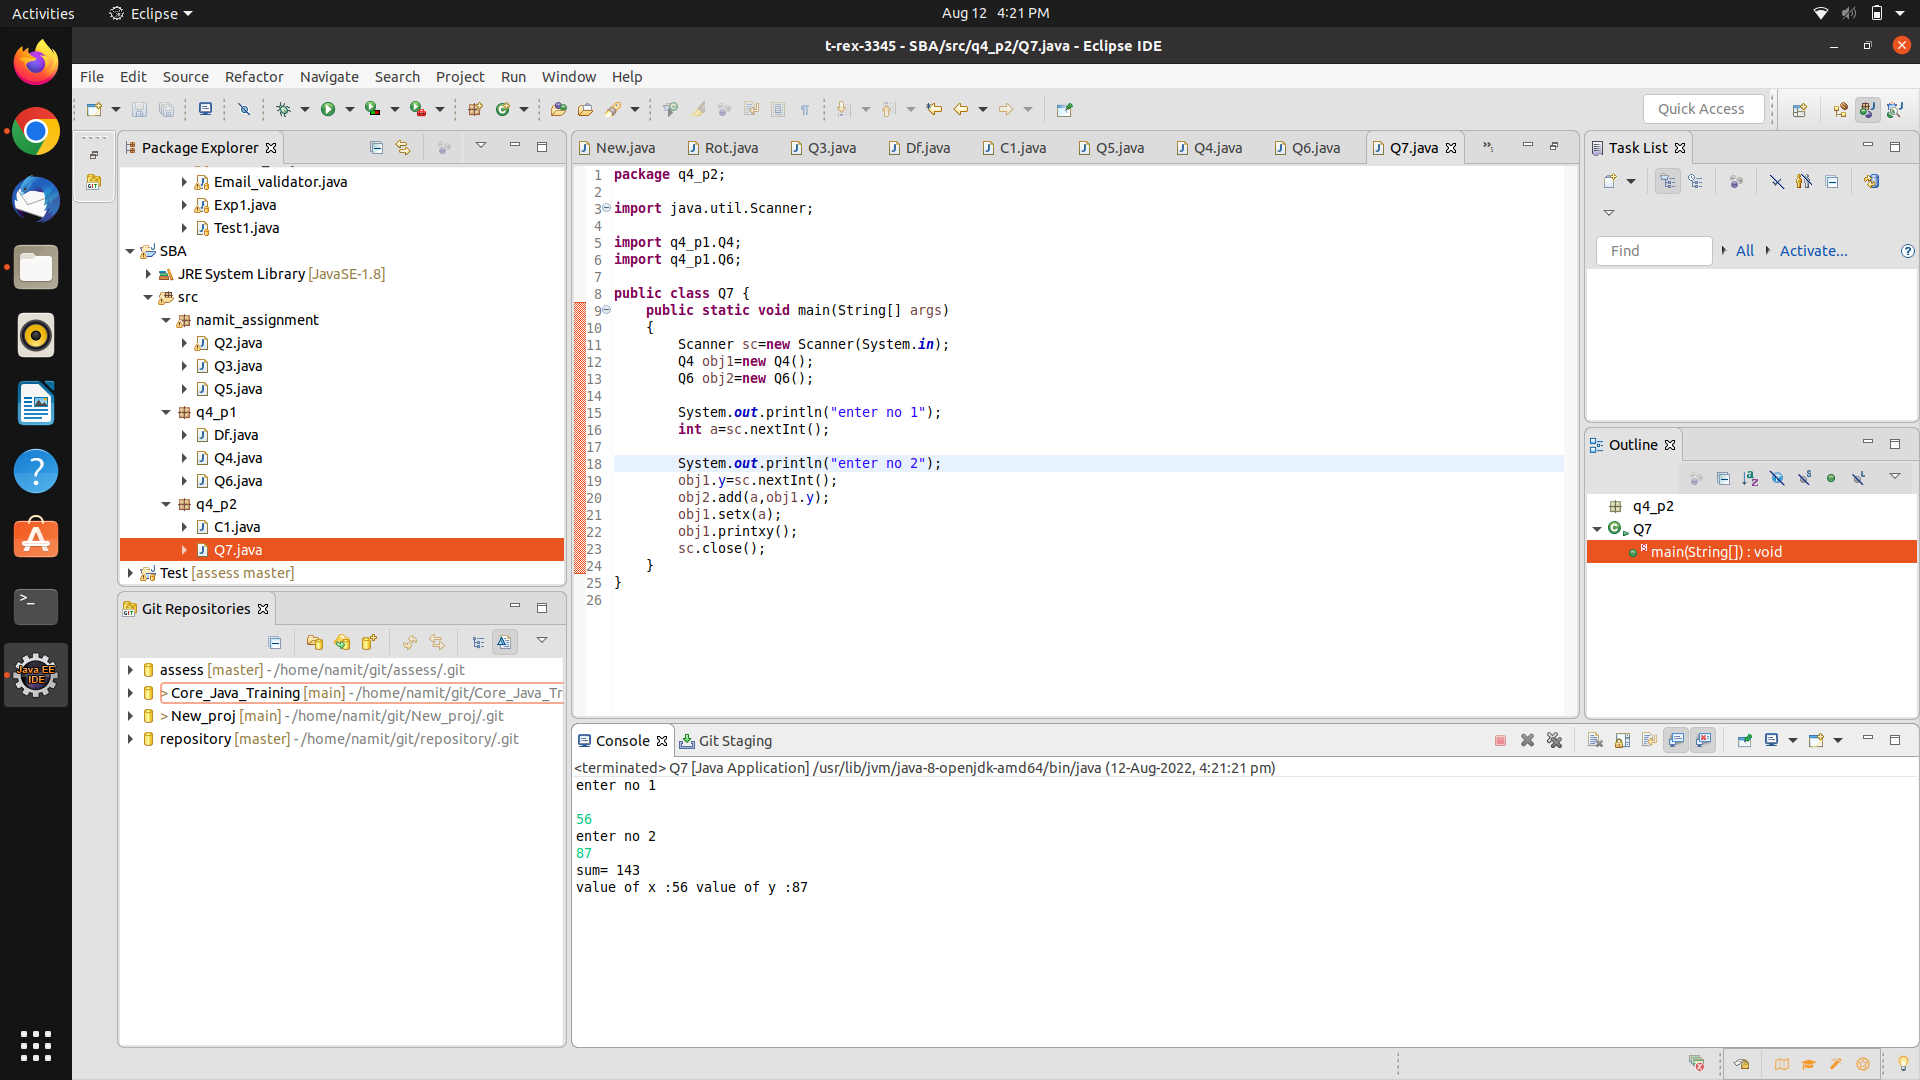 Activities Eclipse Aug 12 4:21 PM
t-rex-3345 - SBA/src/q4_p2/Q7.java - Eclipse IDE
File Edit Source Refactor Navigate Search Project Run Window Help
Quick Access
Package Explorer
Email_validator.java
Exp1.java
Test1.java
SBA
JRE System Library [JavaSE-1.8]
src
namit_assignment
Q2.java
Q3.java
Q5.java
q4_p1
Df.java
Q4.java
Q6.java
q4_p2
C1.java
Q7.java
Test [assess master]
Git Repositories
assess [master] - /home/namit/git/assess/.git
> Core_Java_Training [main] - /home/namit/git/Core_Java_Tr
> New_proj [main] - /home/namit/git/New_proj/.git
repository [master] - /home/namit/git/repository/.git
New.java Rot.java Q3.java Df.java C1.java Q5.java Q4.java Q6.java Q7.java »5
1 package q4_p2;
2
3 import java.util.Scanner;
4
5 import q4_p1.Q4;
6 import q4_p1.Q6;
7
8 public class Q7 {
9 public static void main(String[] args)
10 {
11 Scanner sc=new Scanner(System.in);
12 Q4 obj1=new Q4();
13 Q6 obj2=new Q6();
14
15 System.out.println("enter no 1");
16 int a=sc.nextInt();
17
18 System.out.println("enter no 2");
19 obj1.y=sc.nextInt();
20 obj2.add(a,obj1.y);
21 obj1.setx(a);
22 obj1.printxy();
23 sc.close();
24 }
25 }
26
Console Git Staging
<terminated> Q7 [Java Application] /usr/lib/jvm/java-8-openjdk-amd64/bin/java (12-Aug-2022, 4:21:21 pm)
enter no 1
56
enter no 2
87
sum= 143
value of x :56 value of y :87
Task List
Find All Activate...
Outline
q4_p2
Q7
main(String[]) : void
Java EE
IDE